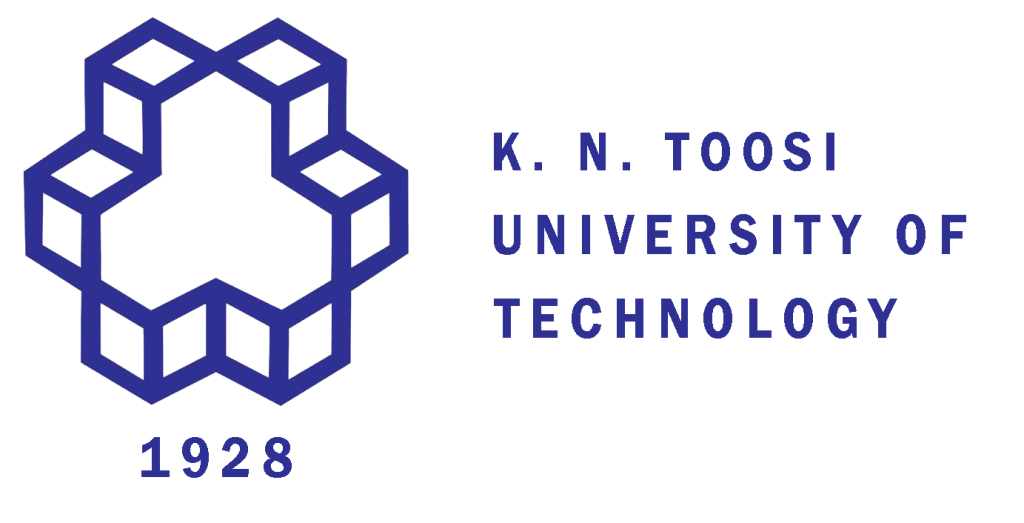 K. N. TOOSI
UNIVERSITY OF
TECHNOLOGY
1928